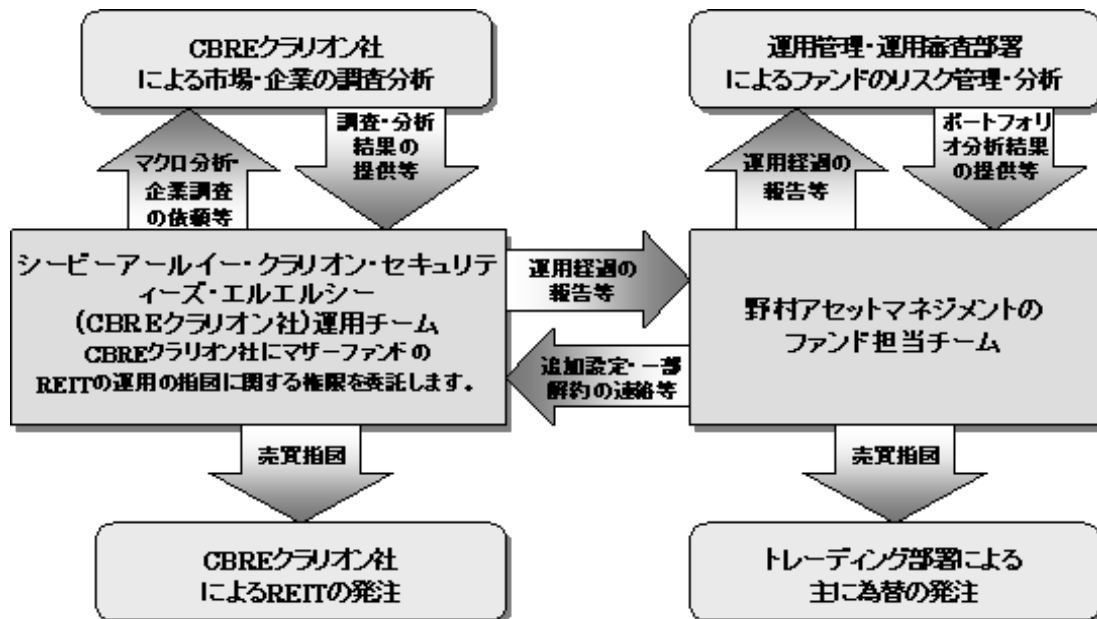 CBREクラリオン社
による市場・企業の調査分析
運用管理・運用審査部署
によるファンドのリスク管理・分析
マクロ分析・
企業調査
の依頼等
調査・分析
結果の
提供等
運用経過の
報告等
ポートフォリ
オ分析結果
の提供等
シービーアールイー・クラリオン・セキュリテ
ィーズ・エルエルシー
(CBREクラリオン社)運用チーム
CBREクラリオン社にマザーファンドの
REITの運用の指図に関する権限を委託します。
運用経過の
報告等
追加設定・一部
解約の連絡等
野村アセットマネジメントの
ファンド担当チーム
売買指図
売買指図
CBREクラリオン社
によるREITの発注
トレーディング部署による
主に為替の発注